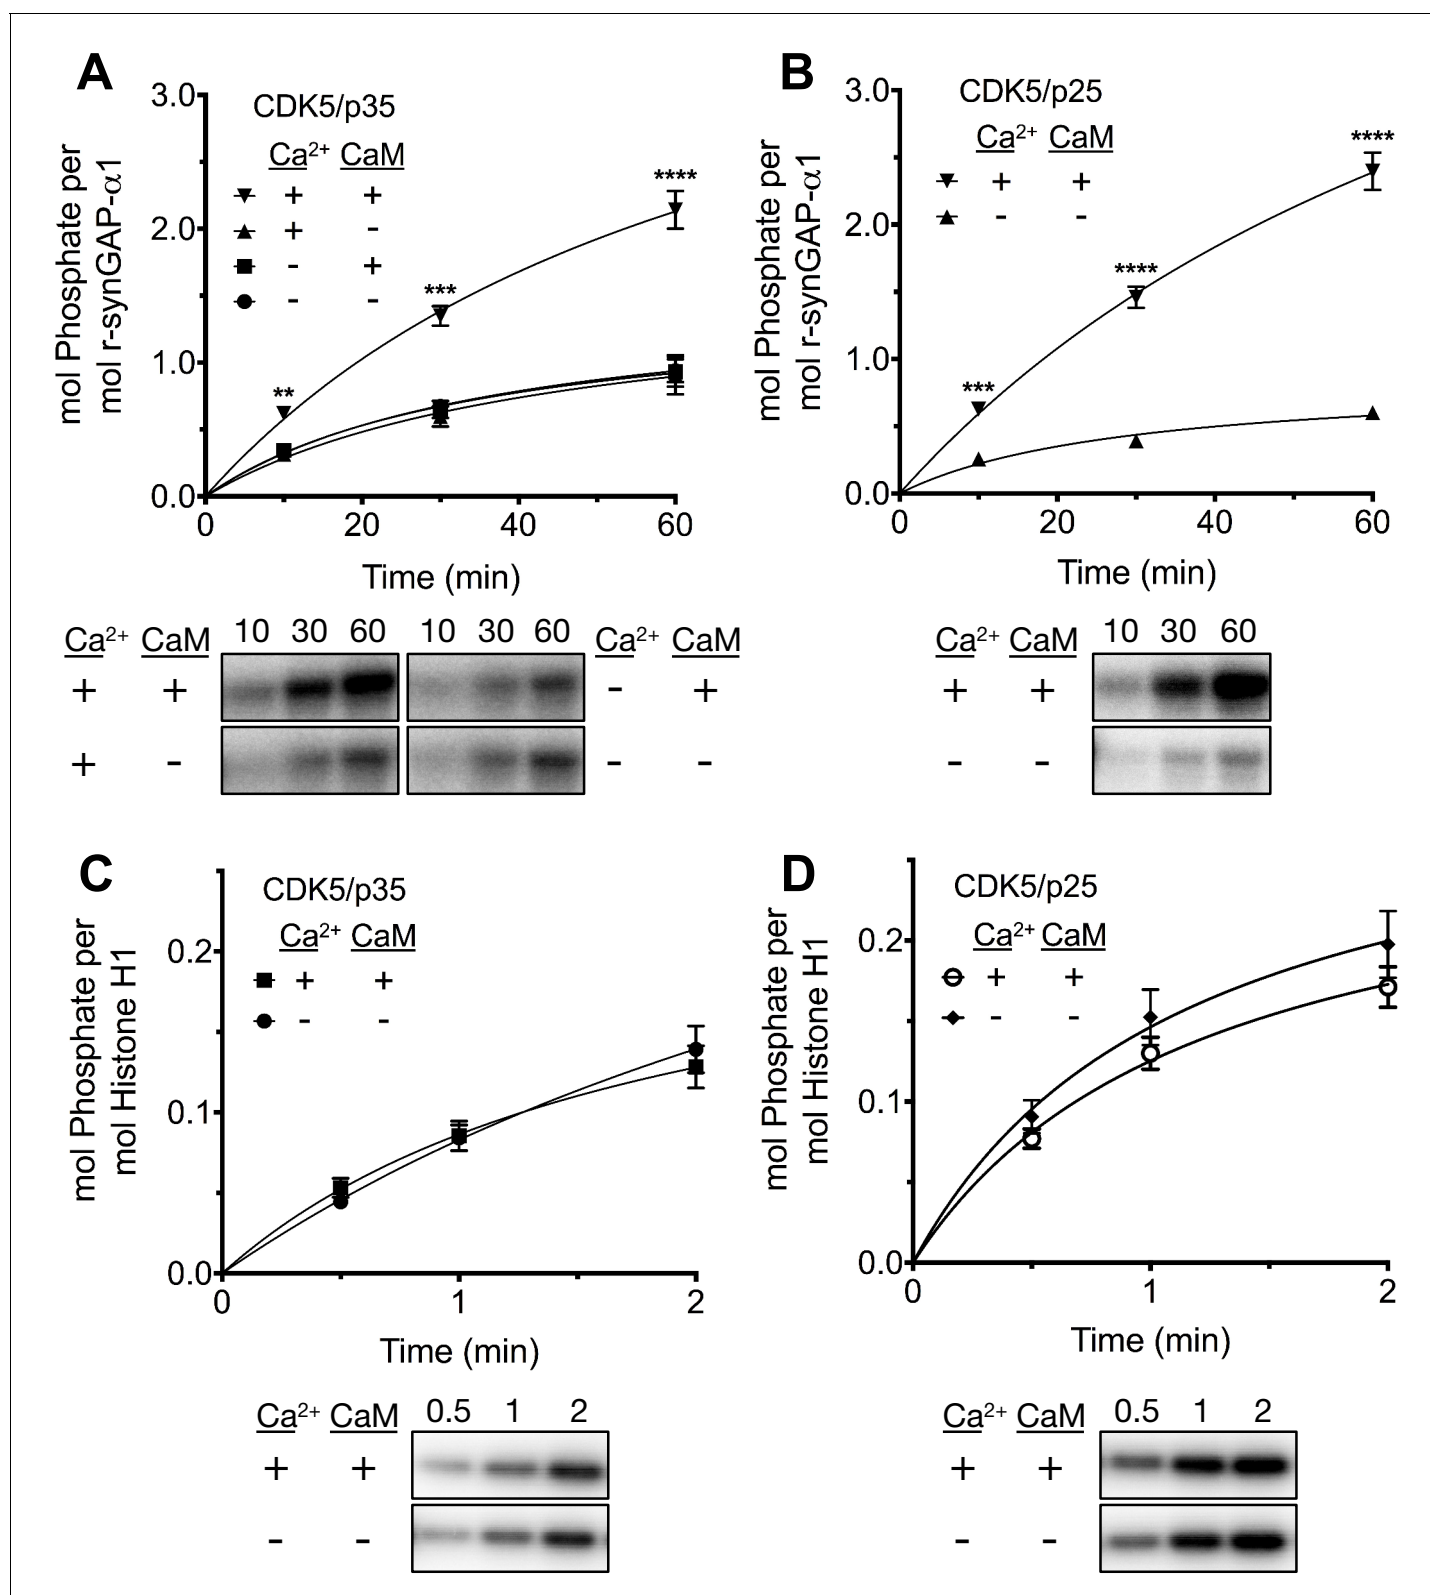 A
mol Phosphate per
mol r-synGAP-α1
3.0
2.0
1.0
0.0
CDK5/p35
Ca²⁺ CaM
+ +
+ -
- +
- -
**
***
****
0 20 40 60
Time (min)
Ca²⁺ CaM 10 30 60 10 30 60 Ca²⁺ CaM
+ + - +
+ - - -
B
mol Phosphate per
mol r-synGAP-α1
3.0
2.0
1.0
0.0
CDK5/p25
Ca²⁺ CaM
+ +
- -
***
****
****
0 20 40 60
Time (min)
Ca²⁺ CaM 10 30 60
+ +
- -
C
mol Phosphate per
mol Histone H1
0.2
0.1
0.0
CDK5/p35
Ca²⁺ CaM
+ +
- -
0 1 2
Time (min)
Ca²⁺ CaM 0.5 1 2
+ +
- -
D
mol Phosphate per
mol Histone H1
0.2
0.1
0.0
CDK5/p25
Ca²⁺ CaM
+ +
- -
0 1 2
Time (min)
Ca²⁺ CaM 0.5 1 2
+ +
- -